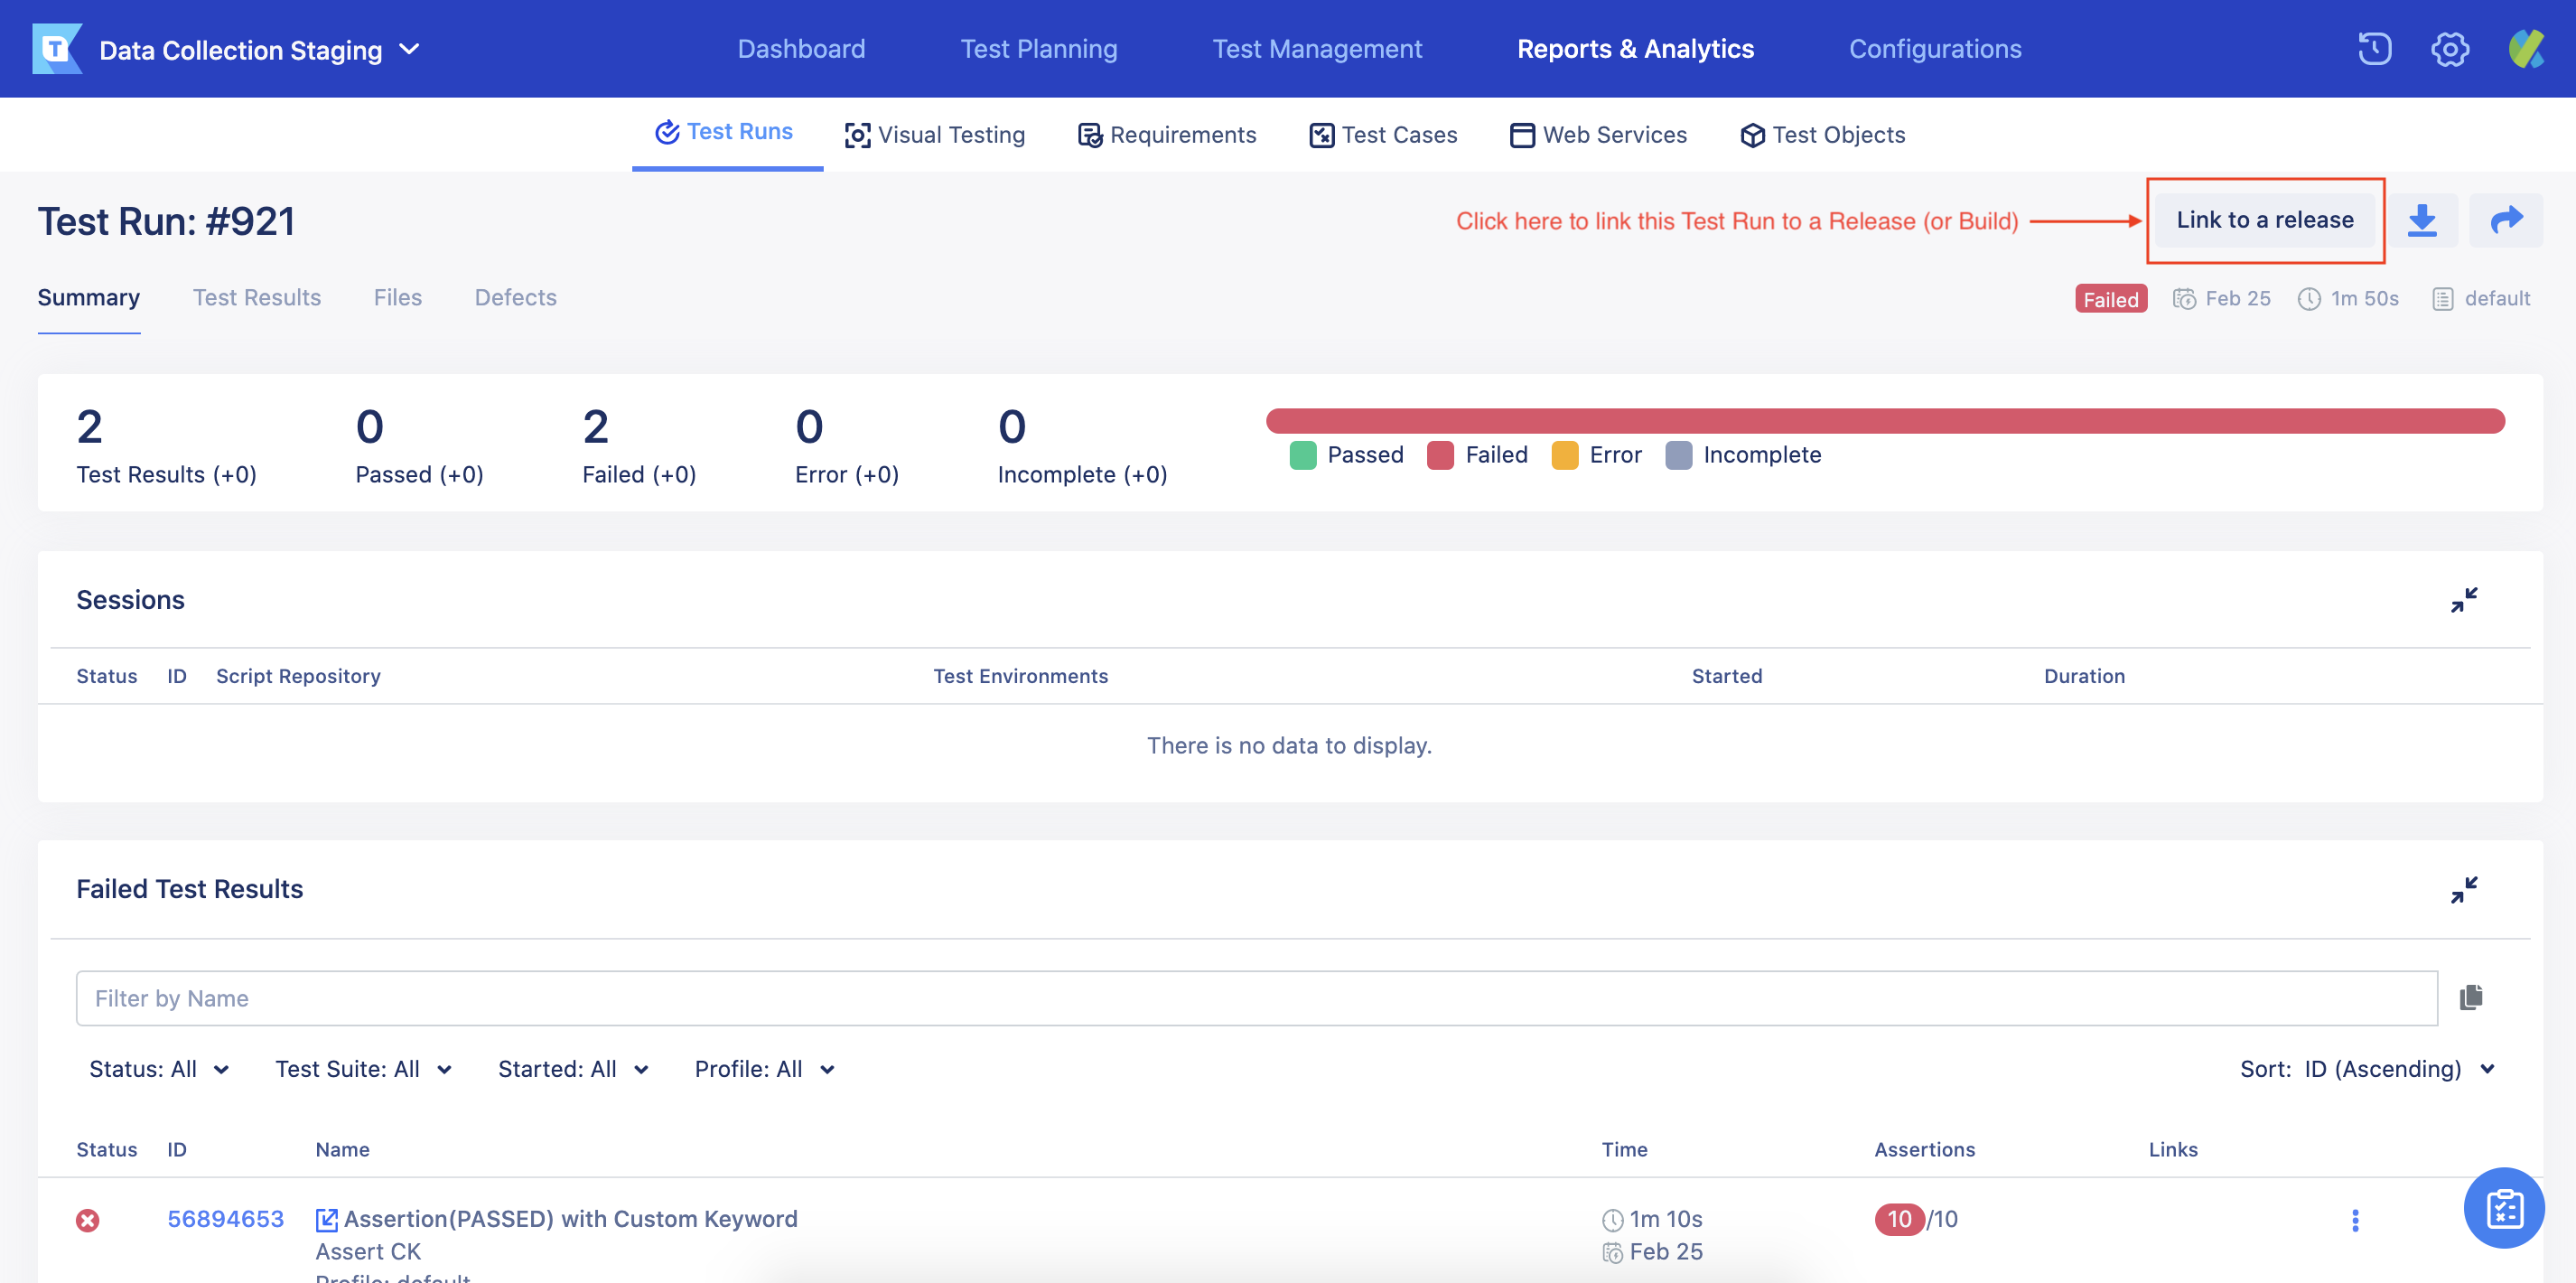 T Data Collection Staging
Dashboard Test Planning Test Management Reports & Analytics Configurations
Test Runs Visual Testing Requirements Test Cases Web Services Test Objects
Test Run: #921
Click here to link this Test Run to a Release (or Build) Link to a release
Summary Test Results Files Defects
Failed Feb 25 1m 50s default
2 0 2 0 0
Test Results (+0) Passed (+0) Failed (+0) Error (+0) Incomplete (+0)
Passed Failed Error Incomplete
Sessions
Status ID Script Repository Test Environments Started Duration
There is no data to display.
Failed Test Results
Filter by Name
Status: All Test Suite: All Started: All Profile: All Sort: ID (Ascending)
Status ID Name Time Assertions Links
56894653 Assertion(PASSED) with Custom Keyword 1m 10s 10/10
Assert CK Feb 25
Profile: default